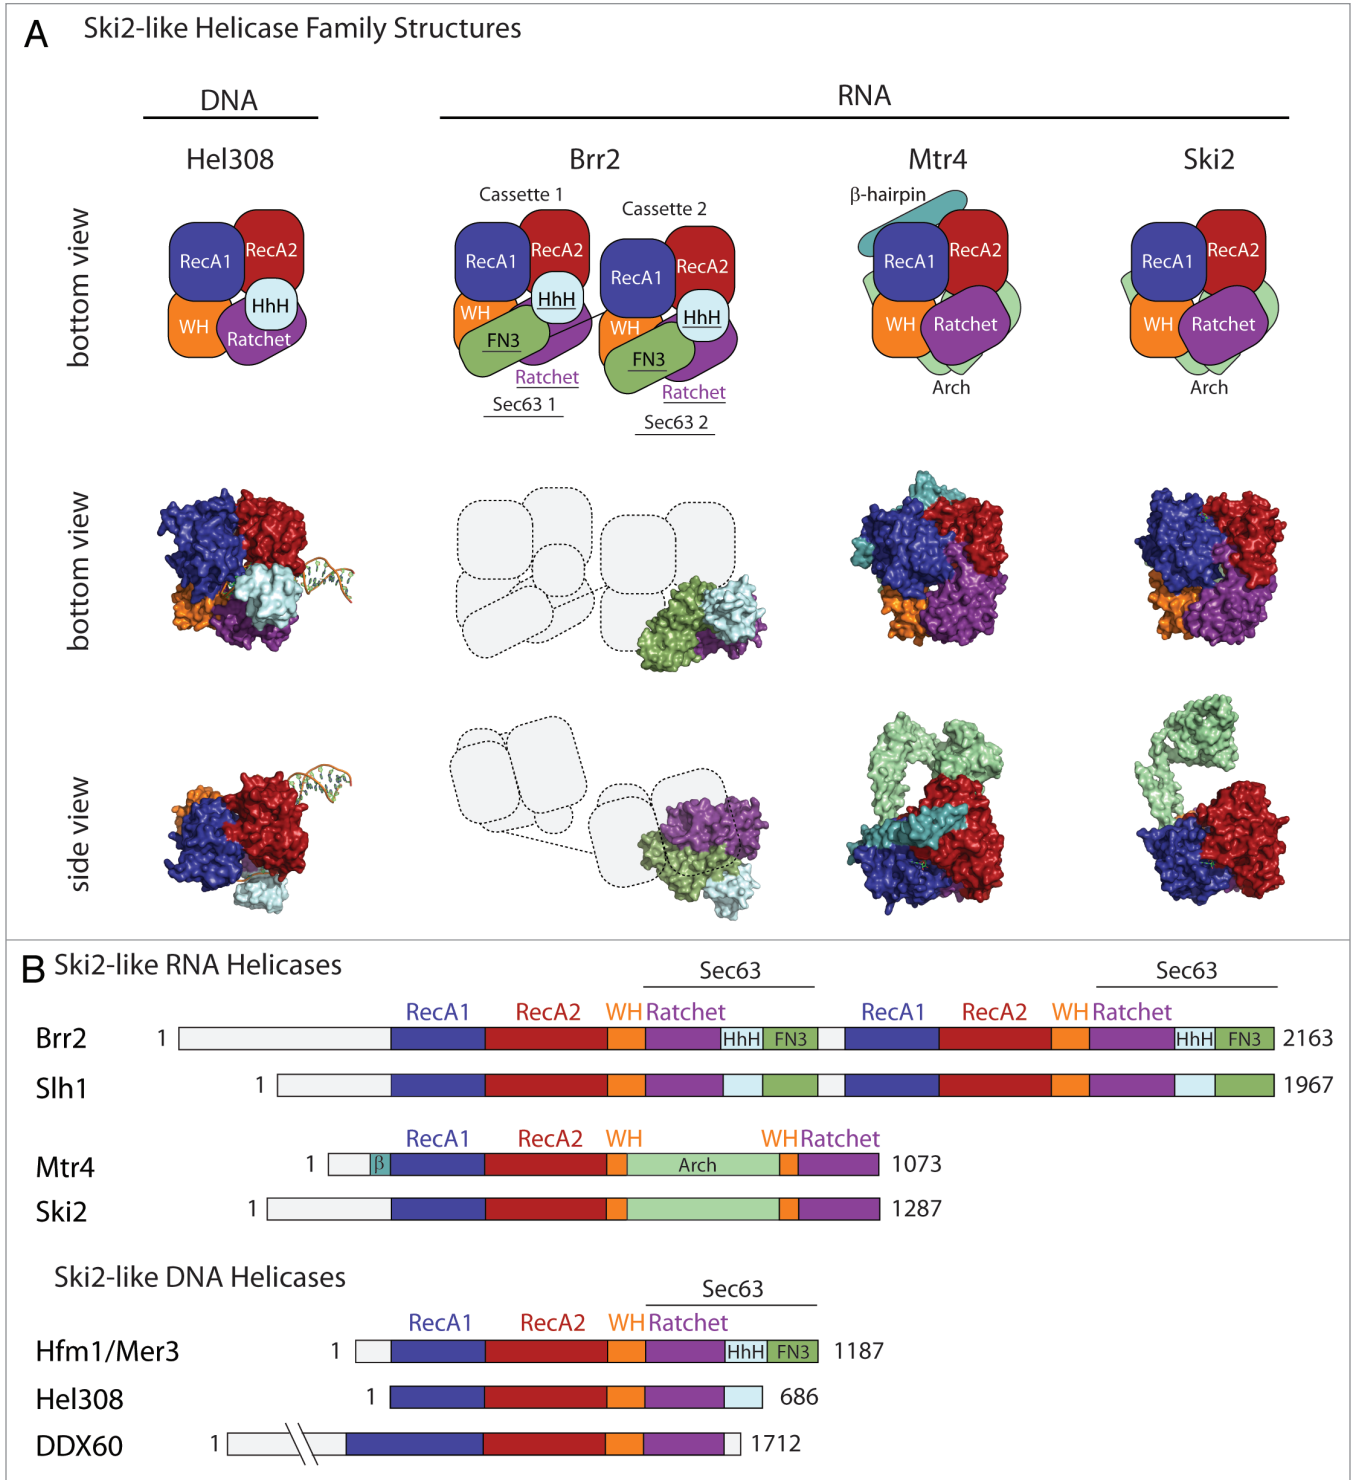 A Ski2-like Helicase Family Structures
DNA
RNA
Hel308
Brr2
Mtr4
Ski2
bottom view
Cassette 1
Cassette 2
β-hairpin
RecA1
RecA2
HhH
WH
Ratchet
RecA1
RecA2
HhH
WH
FN3
Ratchet
Sec63 1
RecA1
RecA2
HhH
WH
FN3
Ratchet
Sec63 2
RecA1
RecA2
WH
Ratchet
Arch
RecA1
RecA2
WH
Ratchet
Arch
bottom view
side view
B Ski2-like RNA Helicases
Sec63
Sec63
RecA1 RecA2 WH Ratchet RecA1 RecA2 WH Ratchet
Brr2 1 HhH FN3 HhH FN3 2163
Slh1 1 1967
RecA1 RecA2 WH WH Ratchet
Mtr4 1 β Arch 1073
Ski2 1 1287
Ski2-like DNA Helicases
Sec63
RecA1 RecA2 WH Ratchet
Hfm1/Mer3 1 HhH FN3 1187
Hel308 1 686
DDX60 1 1712